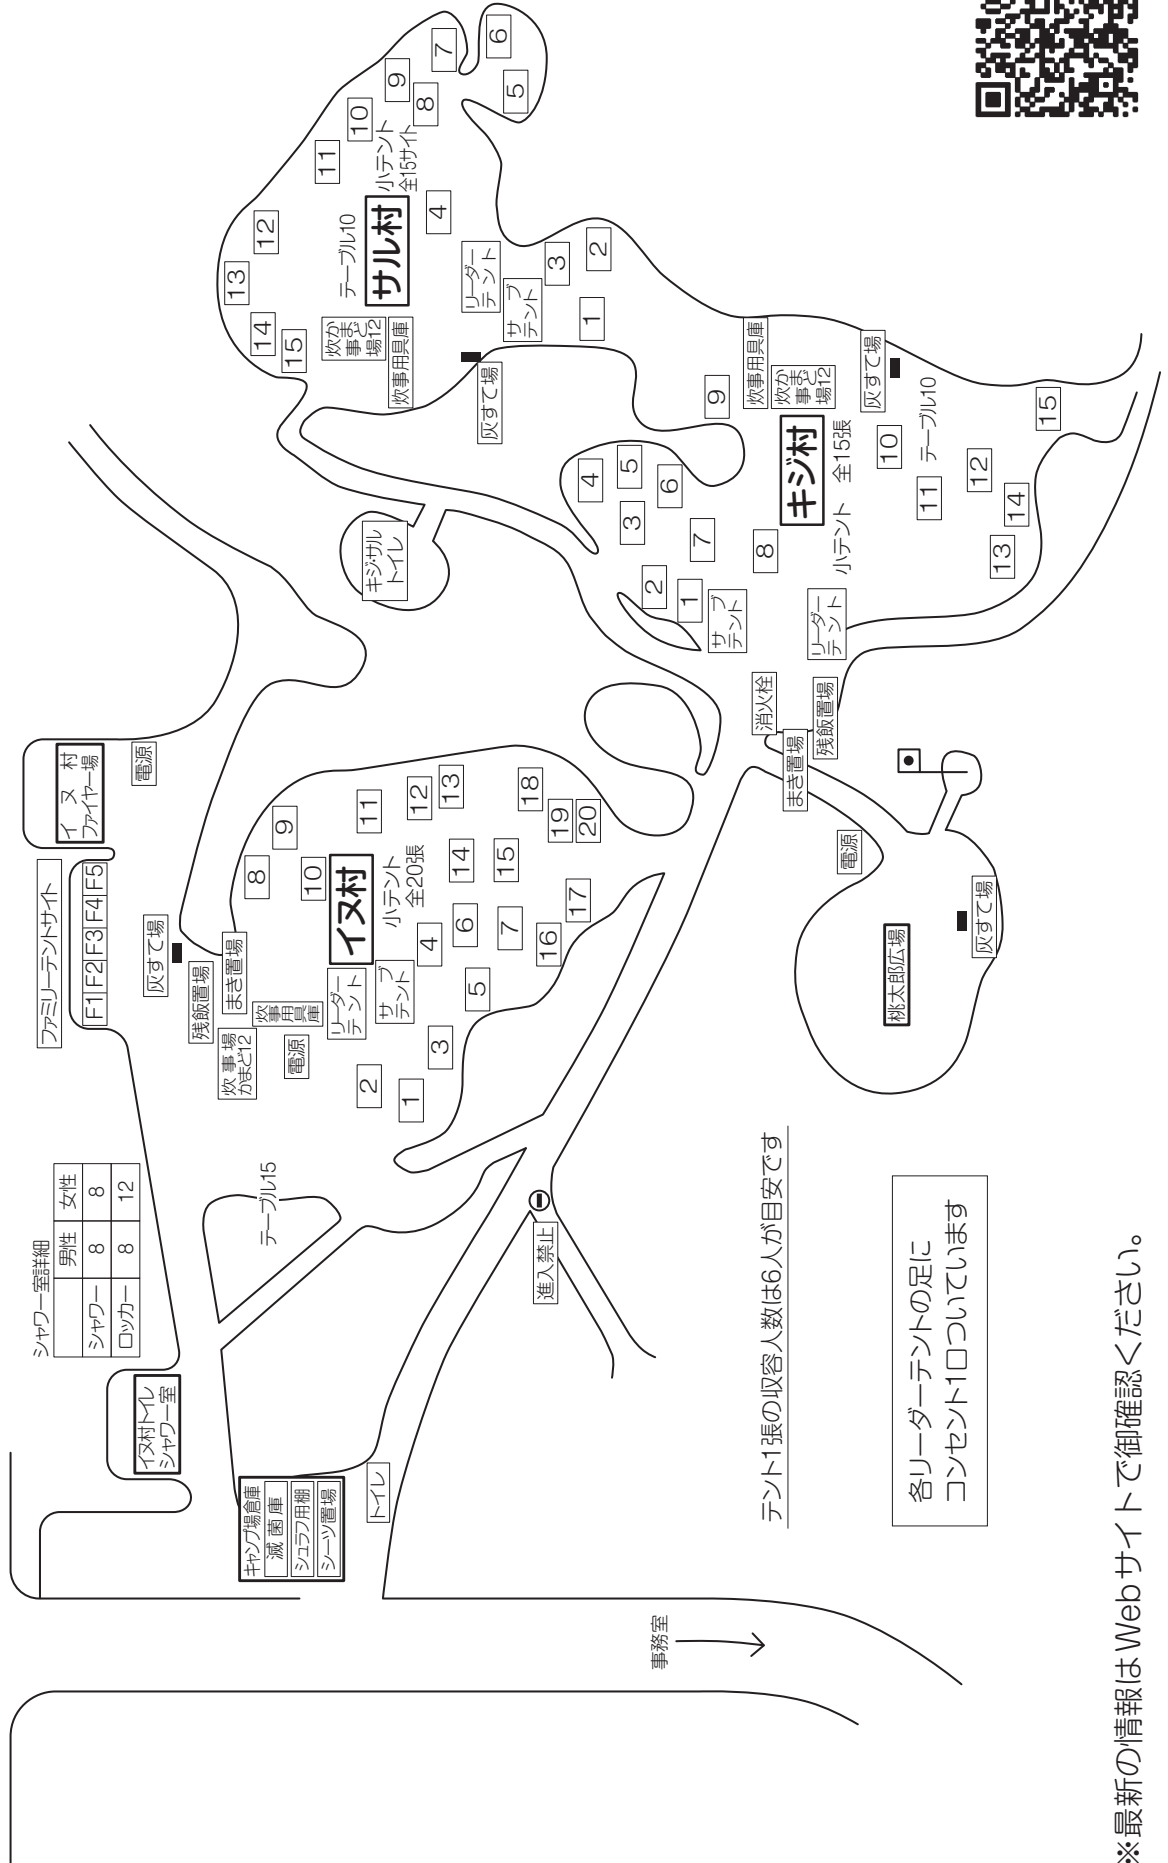 シャワー室詳細
男性 女性
シャワー 8 8
ロッカー 8 12
イヌ村トイレ
シャワー室
キャンプ場倉庫
滅菌庫
シュラフ用棚
シーツ置場
トイレ
事務室
進入禁止
テーブル15
ファミリーテントサイト
F1 F2 F3 F4 F5
イヌ村
ファイヤー場
電源
灰すて場
残飯置場
まき置場
炊事場
かまど12
炊事
用具
庫
電源
リーダー
テント
サブ
テント
イヌ村
小テント
全20張
1
2
3
4
5
6
7
8
9
10
11
12
13
14
15
16
17
18
19
20
キジ・サル
トイレ
サル村
テーブル10
小テント
全15サイト
炊か
事ま
場ど12
炊事用具庫
灰すて場
リーダー
テント
サブ
テント
1
2
3
4
5
6
7
8
9
10
11
12
13
14
15
キジ村
小テント 全15張
炊事用具庫
炊か
事ま
場ど12
灰すて場
テーブル10
サブ
テント
リーダー
テント
1
2
3
4
5
6
7
8
9
10
11
12
13
14
15
消火栓
まき置場
残飯置場
電源
桃太郎広場
灰すて場
テント1張の収容人数は6人が目安です
各リーダーテントの足に
コンセント1口ついています
※最新の情報はWebサイトで御確認ください。